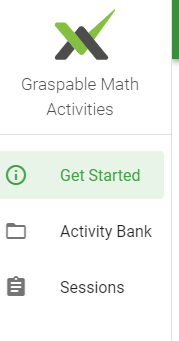 Graspable Math
Activities
Get Started
Activity Bank
Sessions